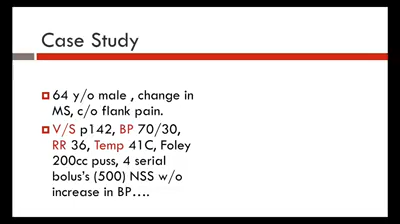 Case Study
64 y/o male , change in
MS, c/o flank pain.
V/S p142, BP 70/30,
RR 36, Temp 41C, Foley
200cc puss, 4 serial
bolus's (500) NSS w/o
increase in BP....